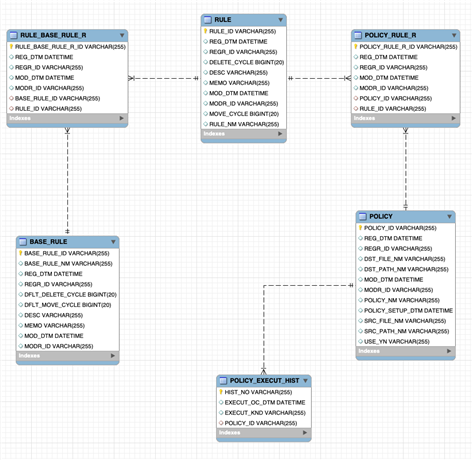 RULE_BASE_RULE_R
RULE_BASE_RULE_R_ID VARCHAR(255)
REG_DTM DATETIME
REGR_ID VARCHAR(255)
MOD_DTM DATETIME
MODR_ID VARCHAR(255)
BASE_RULE_ID VARCHAR(255)
RULE_ID VARCHAR(255)
Indexes
RULE
RULE_ID VARCHAR(255)
REG_DTM DATETIME
REGR_ID VARCHAR(255)
DELETE_CYCLE BIGINT(20)
DESC VARCHAR(255)
MEMO VARCHAR(255)
MOD_DTM DATETIME
MODR_ID VARCHAR(255)
MOVE_CYCLE BIGINT(20)
RULE_NM VARCHAR(255)
Indexes
POLICY_RULE_R
POLICY_RULE_R_ID VARCHAR(255)
REG_DTM DATETIME
REGR_ID VARCHAR(255)
MOD_DTM DATETIME
MODR_ID VARCHAR(255)
POLICY_ID VARCHAR(255)
RULE_ID VARCHAR(255)
Indexes
BASE_RULE
BASE_RULE_ID VARCHAR(255)
BASE_RULE_NM VARCHAR(255)
REG_DTM DATETIME
REGR_ID VARCHAR(255)
DFLT_DELETE_CYCLE BIGINT(20)
DFLT_MOVE_CYCLE BIGINT(20)
DESC VARCHAR(255)
MEMO VARCHAR(255)
MOD_DTM DATETIME
MODR_ID VARCHAR(255)
Indexes
POLICY
POLICY_ID VARCHAR(255)
REG_DTM DATETIME
REGR_ID VARCHAR(255)
DST_FILE_NM VARCHAR(255)
DST_PATH_NM VARCHAR(255)
MOD_DTM DATETIME
MODR_ID VARCHAR(255)
POLICY_NM VARCHAR(255)
POLICY_SETUP_DTM DATETIME
SRC_FILE_NM VARCHAR(255)
SRC_PATH_NM VARCHAR(255)
USE_YN VARCHAR(255)
Indexes
POLICY_EXECUT_HIST
HIST_NO VARCHAR(255)
EXECUT_OC_DTM DATETIME
EXECUT_KND VARCHAR(255)
POLICY_ID VARCHAR(255)
Indexes